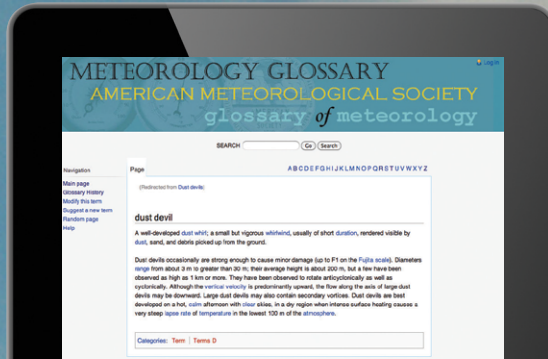 Log in
METEOROLOGY GLOSSARY
AMERICAN METEOROLOGICAL SOCIETY
glossary of meteorology
SEARCH Go Search
Navigation
Main page
Glossary History
Modify this term
Suggest a new term
Random page
Help
Page
A B C D E F G H I J K L M N O P Q R S T U V W X Y Z
(Redirected from Dust devils)
dust devil
A well-developed dust whirl; a small but vigorous whirlwind, usually of short duration, rendered visible by
dust, sand, and debris picked up from the ground.
Dust devils occasionally are strong enough to cause minor damage (up to F1 on the Fujita scale). Diameters
range from about 3 m to greater than 30 m; their average height is about 200 m, but a few have been
observed as high as 1 km or more. They have been observed to rotate anticyclonically as well as
cyclonically. Although the vertical velocity is predominantly upward, the flow along the axis of large dust
devils may be downward. Large dust devils may also contain secondary vortices. Dust devils are best
developed on a hot, calm afternoon with clear skies, in a dry region when intense surface heating causes a
very steep lapse rate of temperature in the lowest 100 m of the atmosphere.
Categories: Term | Terms D